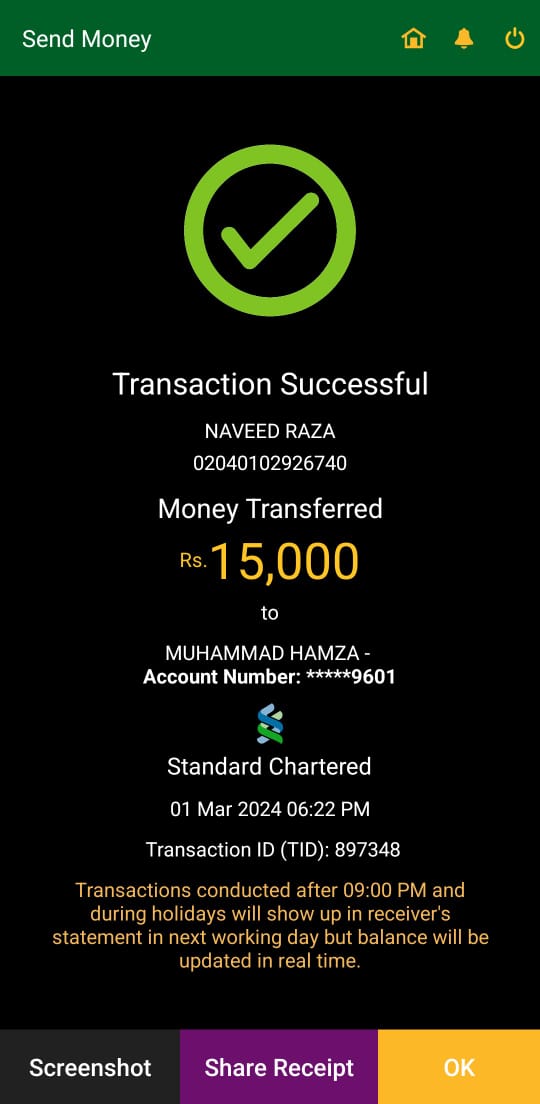 Send Money
Transaction Successful
NAVEED RAZA
02040102926740
Money Transferred
Rs.15,000
to
MUHAMMAD HAMZA -
Account Number: *****9601
Standard Chartered
01 Mar 2024 06:22 PM
Transaction ID (TID): 897348
Transactions conducted after 09:00 PM and
during holidays will show up in receiver's
statement in next working day but balance will be
updated in real time.
Screenshot
Share Receipt
OK